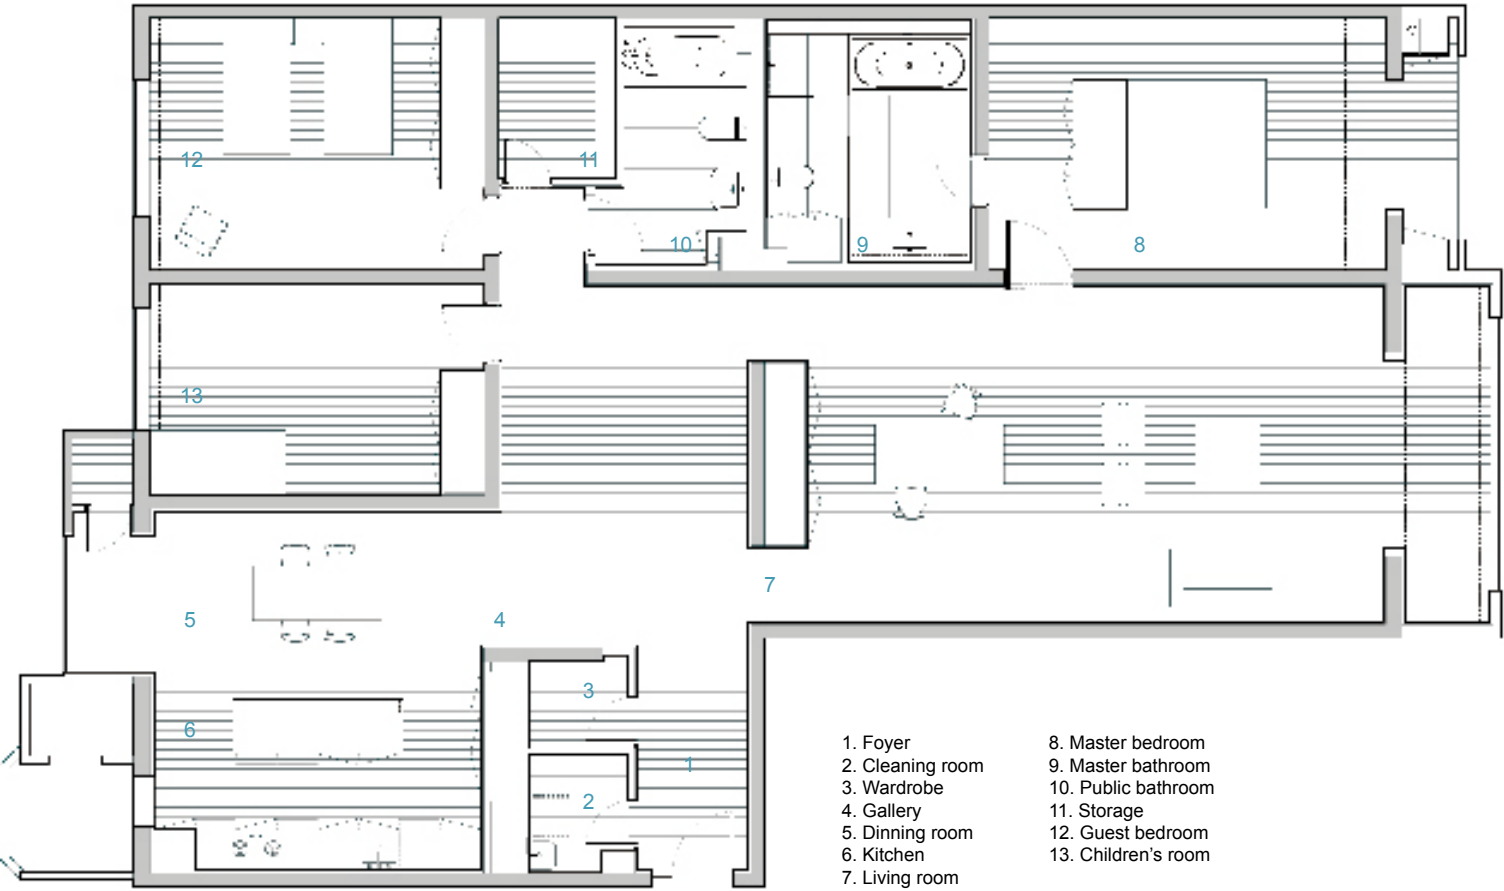 12
11
10
9
8
13
7
5
4
3
6
1
2
1. Foyer
2. Cleaning room
3. Wardrobe
4. Gallery
5. Dinning room
6. Kitchen
7. Living room
8. Master bedroom
9. Master bathroom
10. Public bathroom
11. Storage
12. Guest bedroom
13. Children's room